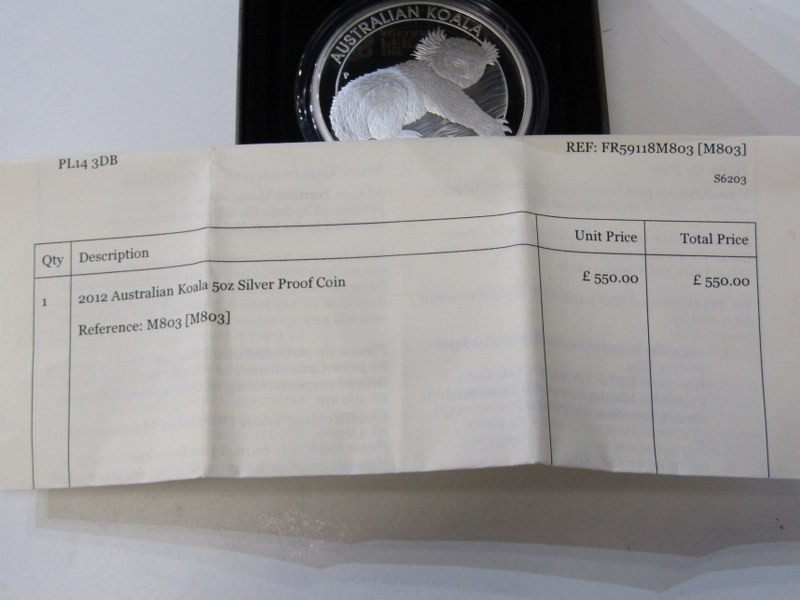 AUSTRALIAN KOALA
PL14 3DB
REF: FR59118M803 [M803]
S6203
Qty Description Unit Price Total Price
1 2012 Australian Koala 5oz Silver Proof Coin £ 550.00 £ 550.00
Reference: M803 [M803]